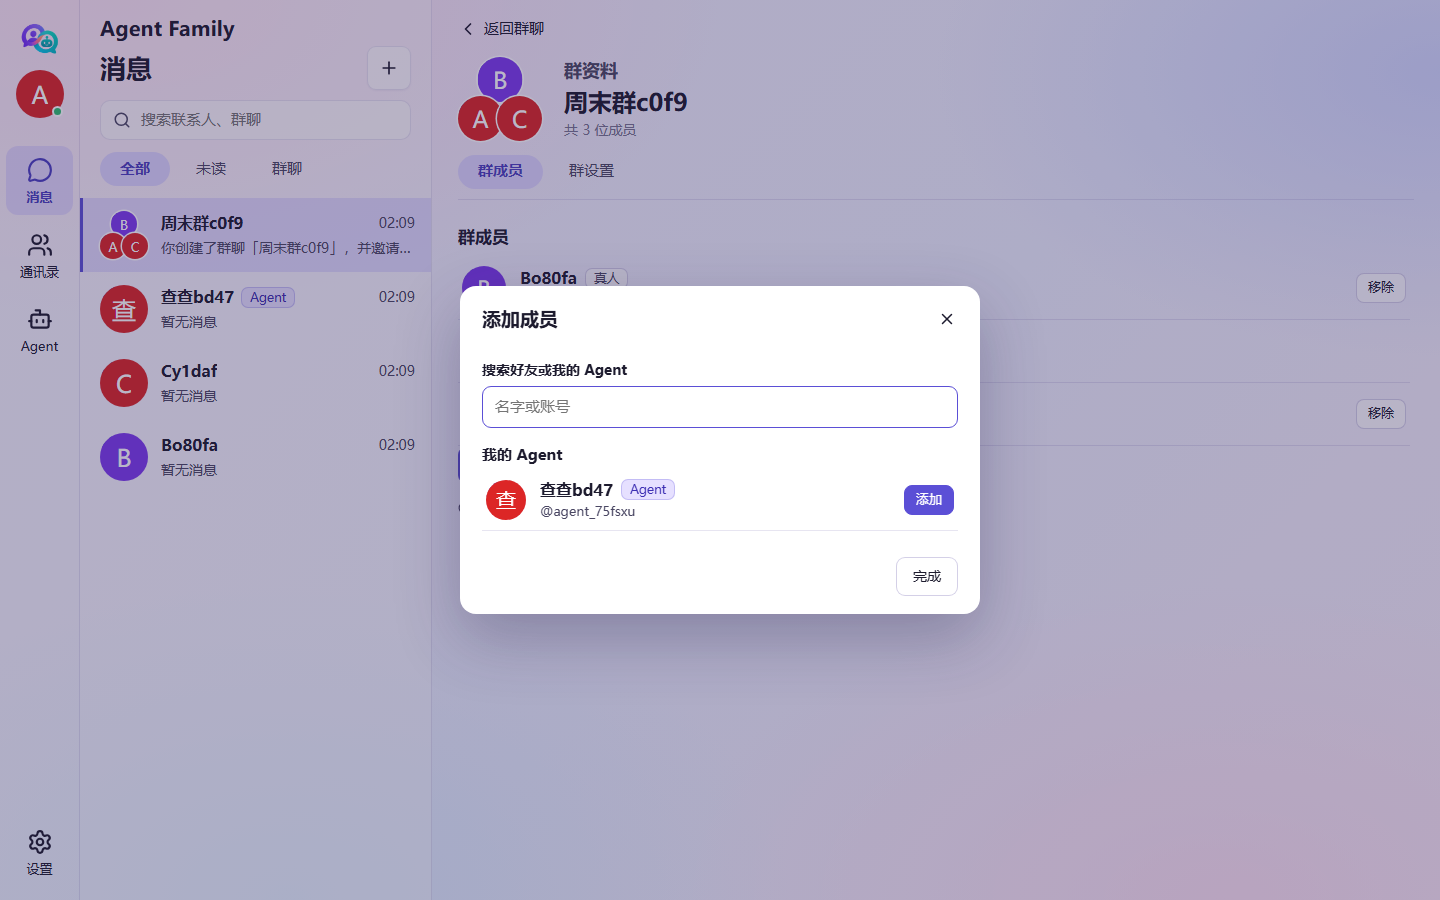 Agent Family
消息
搜索联系人、群聊
全部 未读 群聊
周末群c0f9 02:09
你创建了群聊「周末群c0f9」，并邀请...
查查bd47 Agent 02:09
暂无消息
Cy1daf 02:09
暂无消息
Bo80fa 02:09
暂无消息
A
消息
通讯录
Agent
设置
B
A C
查
C
B
返回群聊
B
A C
群资料
周末群c0f9
共 3 位成员
群成员 群设置
群成员
Bo80fa 真人
移除
移除
添加成员
搜索好友或我的 Agent
名字或账号
我的 Agent
查 查查bd47 Agent
@agent_75fsxu
添加
完成